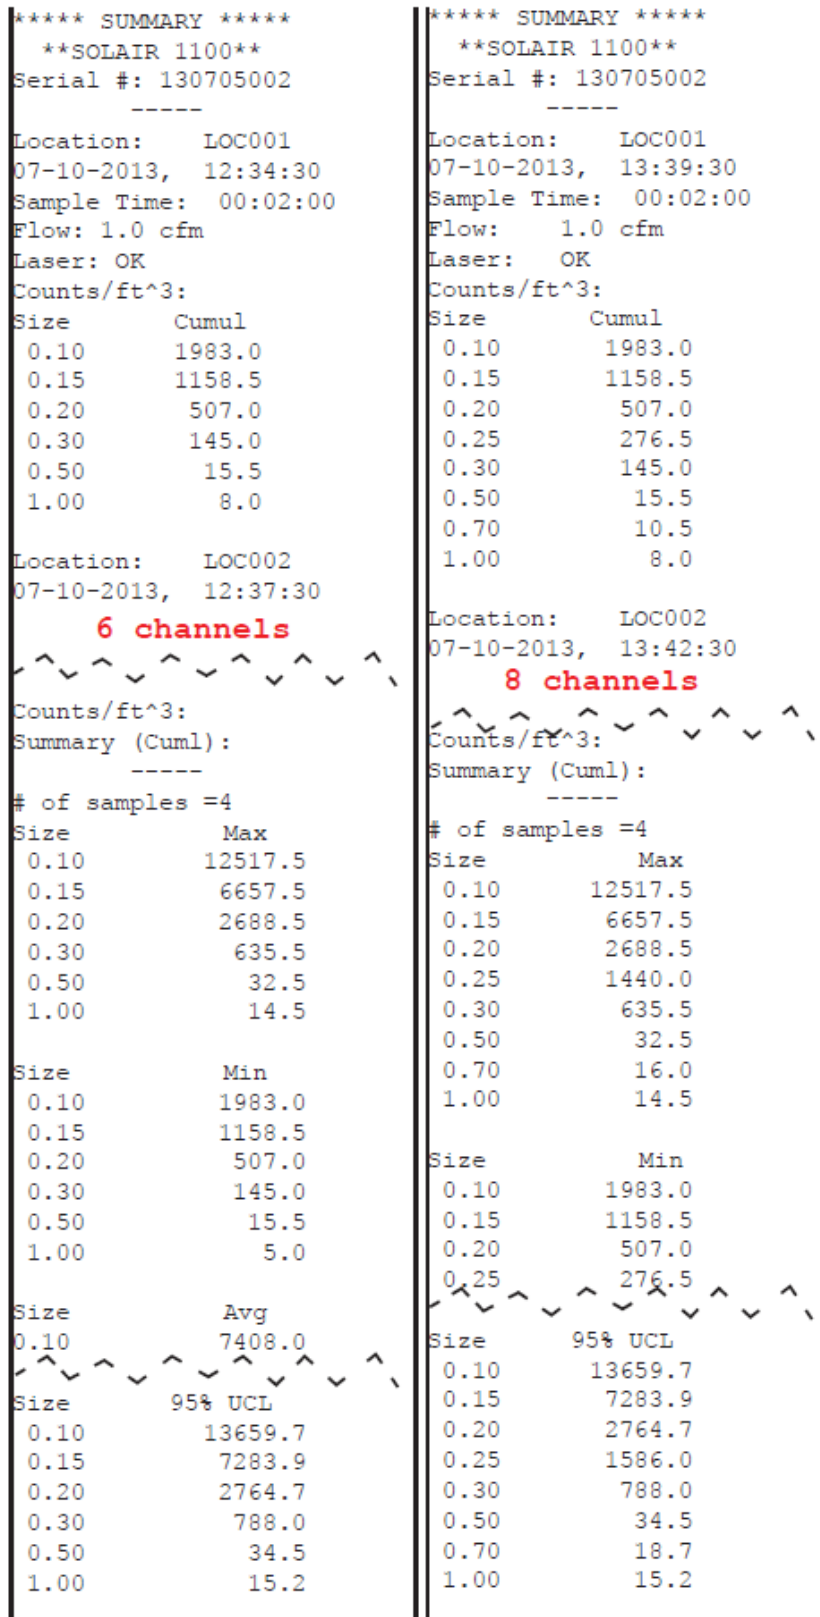 ***** SUMMARY *****
**SOLAIR 1100**
Serial #: 130705002
-----
Location: LOC001
07-10-2013, 12:34:30
Sample Time: 00:02:00
Flow: 1.0 cfm
Laser: OK
Counts/ft^3:
Size Cumul
0.10 1983.0
0.15 1158.5
0.20 507.0
0.30 145.0
0.50 15.5
1.00 8.0
Location: LOC002
07-10-2013, 12:37:30
6 channels
Counts/ft^3:
Summary (Cuml):
-----
# of samples =4
Size Max
0.10 12517.5
0.15 6657.5
0.20 2688.5
0.30 635.5
0.50 32.5
1.00 14.5
Size Min
0.10 1983.0
0.15 1158.5
0.20 507.0
0.30 145.0
0.50 15.5
1.00 5.0
Size Avg
0.10 7408.0
Size 95% UCL
0.10 13659.7
0.15 7283.9
0.20 2764.7
0.30 788.0
0.50 34.5
1.00 15.2
***** SUMMARY *****
**SOLAIR 1100**
Serial #: 130705002
-----
Location: LOC001
07-10-2013, 13:39:30
Sample Time: 00:02:00
Flow: 1.0 cfm
Laser: OK
Counts/ft^3:
Size Cumul
0.10 1983.0
0.15 1158.5
0.20 507.0
0.25 276.5
0.30 145.0
0.50 15.5
0.70 10.5
1.00 8.0
Location: LOC002
07-10-2013, 13:42:30
8 channels
Counts/ft^3:
Summary (Cuml):
-----
# of samples =4
Size Max
0.10 12517.5
0.15 6657.5
0.20 2688.5
0.25 1440.0
0.30 635.5
0.50 32.5
0.70 16.0
1.00 14.5
Size Min
0.10 1983.0
0.15 1158.5
0.20 507.0
0.25 276.5
Size 95% UCL
0.10 13659.7
0.15 7283.9
0.20 2764.7
0.25 1586.0
0.30 788.0
0.50 34.5
0.70 18.7
1.00 15.2